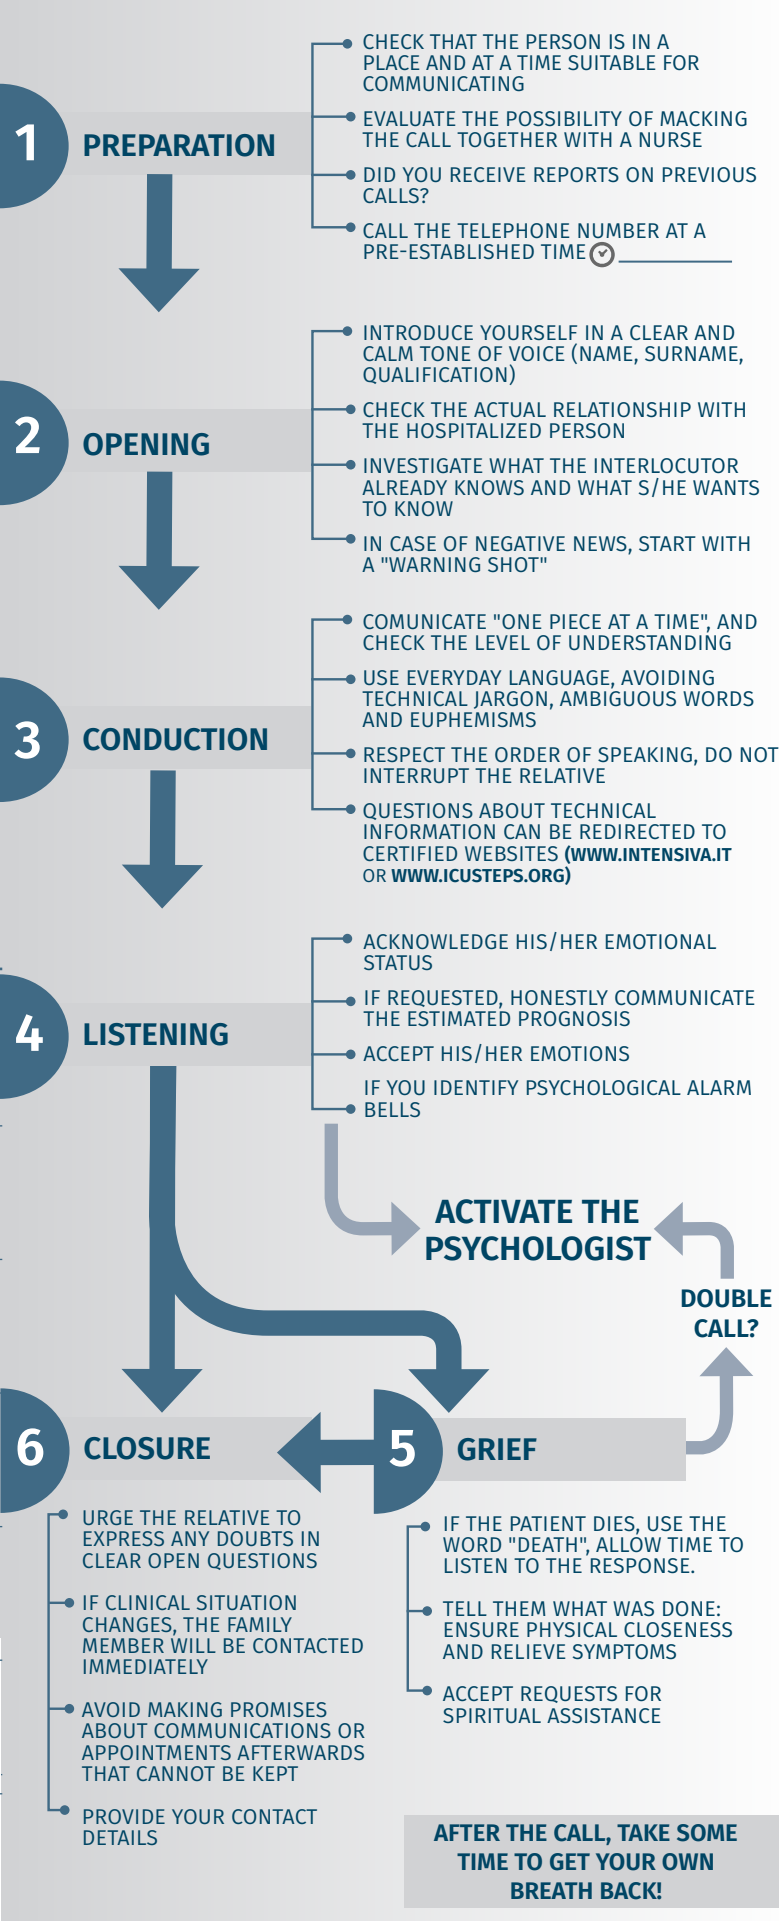 1
PREPARATION
CHECK THAT THE PERSON IS IN A
PLACE AND AT A TIME SUITABLE FOR
COMMUNICATING
EVALUATE THE POSSIBILITY OF MACKING
THE CALL TOGETHER WITH A NURSE
DID YOU RECEIVE REPORTS ON PREVIOUS
CALLS?
CALL THE TELEPHONE NUMBER AT A
PRE-ESTABLISHED TIME
2
OPENING
INTRODUCE YOURSELF IN A CLEAR AND
CALM TONE OF VOICE (NAME, SURNAME,
QUALIFICATION)
CHECK THE ACTUAL RELATIONSHIP WITH
THE HOSPITALIZED PERSON
INVESTIGATE WHAT THE INTERLOCUTOR
ALREADY KNOWS AND WHAT S/HE WANTS
TO KNOW
IN CASE OF NEGATIVE NEWS, START WITH
A "WARNING SHOT"
3
CONDUCTION
COMUNICATE "ONE PIECE AT A TIME", AND
CHECK THE LEVEL OF UNDERSTANDING
USE EVERYDAY LANGUAGE, AVOIDING
TECHNICAL JARGON, AMBIGUOUS WORDS
AND EUPHEMISMS
RESPECT THE ORDER OF SPEAKING, DO NOT
INTERRUPT THE RELATIVE
QUESTIONS ABOUT TECHNICAL
INFORMATION CAN BE REDIRECTED TO
CERTIFIED WEBSITES (WWW.INTENSIVA.IT
OR WWW.ICUSTEPS.ORG)
4
LISTENING
ACKNOWLEDGE HIS/HER EMOTIONAL
STATUS
IF REQUESTED, HONESTLY COMMUNICATE
THE ESTIMATED PROGNOSIS
ACCEPT HIS/HER EMOTIONS
IF YOU IDENTIFY PSYCHOLOGICAL ALARM
BELLS
ACTIVATE THE
PSYCHOLOGIST
DOUBLE
CALL?
5
GRIEF
IF THE PATIENT DIES, USE THE
WORD "DEATH", ALLOW TIME TO
LISTEN TO THE RESPONSE.
TELL THEM WHAT WAS DONE:
ENSURE PHYSICAL CLOSENESS
AND RELIEVE SYMPTOMS
ACCEPT REQUESTS FOR
SPIRITUAL ASSISTANCE
6
CLOSURE
URGE THE RELATIVE TO
EXPRESS ANY DOUBTS IN
CLEAR OPEN QUESTIONS
IF CLINICAL SITUATION
CHANGES, THE FAMILY
MEMBER WILL BE CONTACTED
IMMEDIATELY
AVOID MAKING PROMISES
ABOUT COMMUNICATIONS OR
APPOINTMENTS AFTERWARDS
THAT CANNOT BE KEPT
PROVIDE YOUR CONTACT
DETAILS
AFTER THE CALL, TAKE SOME
TIME TO GET YOUR OWN
BREATH BACK!